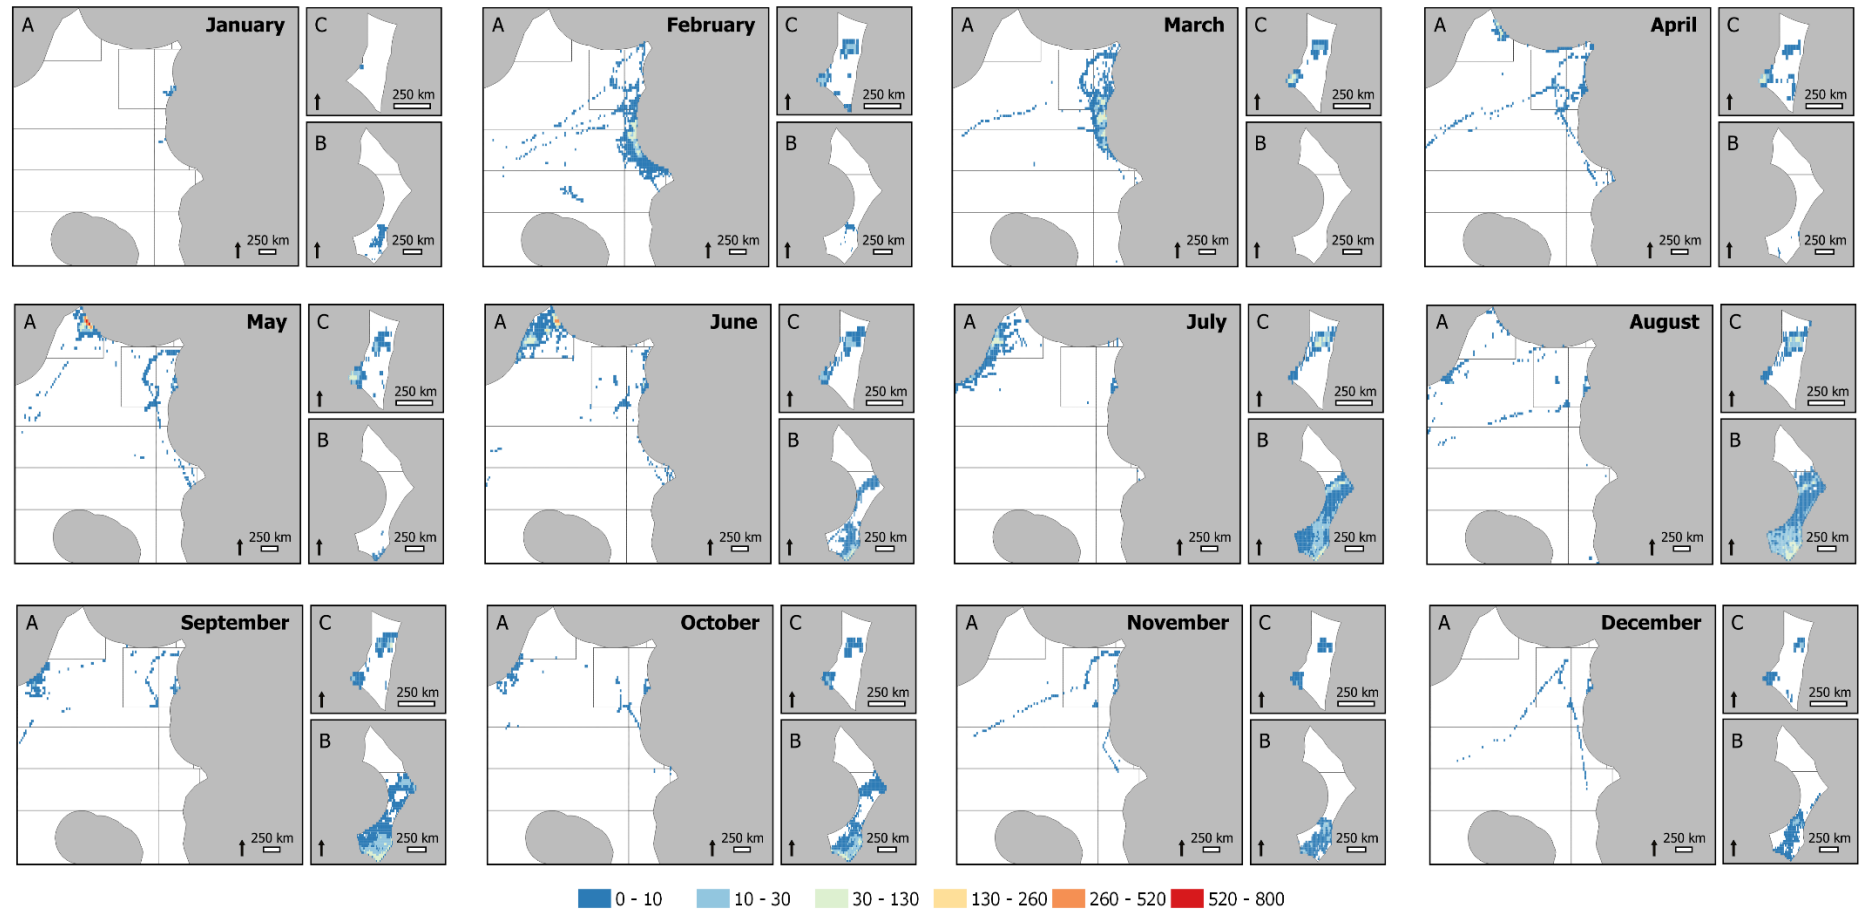 A January 250 km
C 250 km
B 250 km
A February 250 km
C 250 km
B 250 km
A March 250 km
C 250 km
B 250 km
A April 250 km
C 250 km
B 250 km
A May 250 km
C 250 km
B 250 km
A June 250 km
C 250 km
B 250 km
A July 250 km
C 250 km
B 250 km
A August 250 km
C 250 km
B 250 km
A September 250 km
C 250 km
B 250 km
A October 250 km
C 250 km
B 250 km
A November 250 km
C 250 km
B 250 km
A December 250 km
C 250 km
B 250 km
0 - 10 10 - 30 30 - 130 130 - 260 260 - 520 520 - 800